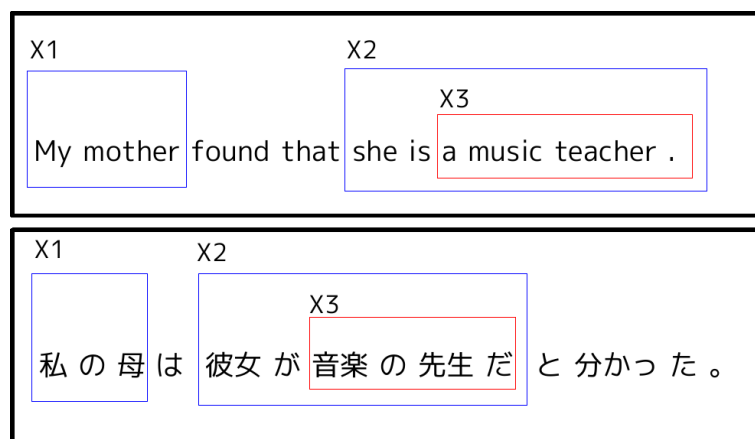 X1 X2
X3
My mother found that she is a music teacher .
X1 X2
X3
私 の 母 は 彼女 が 音楽 の 先生 だ と 分かっ た 。